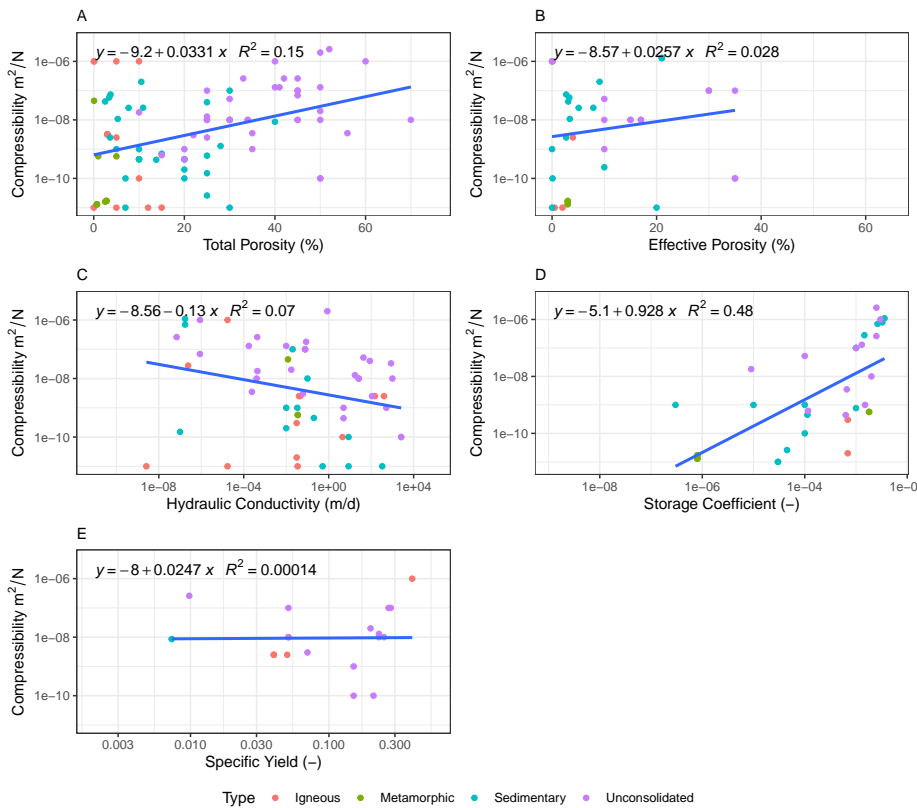 A
y = −9.2 + 0.0331 x   R² = 0.15
Compressibility m²/N
1e−06
1e−08
1e−10
0 20 40 60
Total Porosity (%)
B
y = −8.57 + 0.0257 x   R² = 0.028
Compressibility m²/N
1e−06
1e−08
1e−10
0 20 40 60
Effective Porosity (%)
C
y = −8.56 − 0.13 x   R² = 0.07
Compressibility m²/N
1e−06
1e−08
1e−10
1e−08 1e−04 1e+00 1e+04
Hydraulic Conductivity (m/d)
D
y = −5.1 + 0.928 x   R² = 0.48
Compressibility m²/N
1e−06
1e−08
1e−10
1e−08 1e−06 1e−04 1e−0
Storage Coefficient (−)
E
y = −8 + 0.0247 x   R² = 0.00014
Compressibility m²/N
1e−06
1e−08
1e−10
0.003 0.010 0.030 0.100 0.300
Specific Yield (−)
Type Igneous Metamorphic Sedimentary Unconsolidated